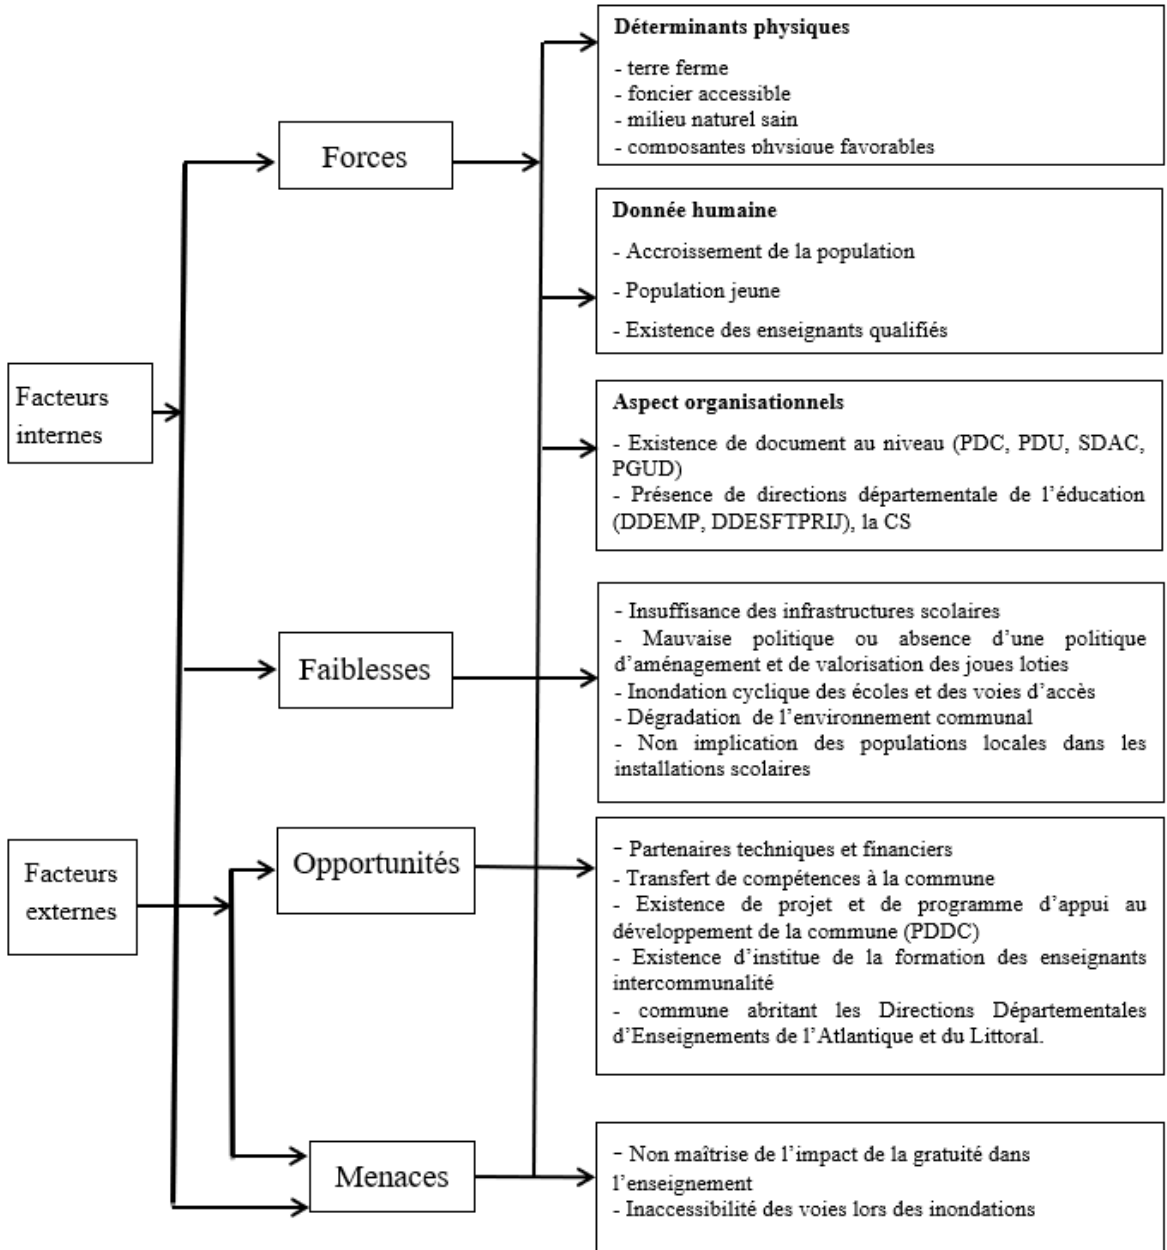 Déterminants physiques
- terre ferme
- foncier accessible
- milieu naturel sain
- composantes physique favorables
Forces
Donnée humaine
- Accroissement de la population
- Population jeune
- Existence des enseignants qualifiés
Facteurs
internes
Aspect organisationnels
- Existence de document au niveau (PDC, PDU, SDAC,
PGUD)
- Présence de directions départementale de l'éducation
(DDEMP, DDESFTPRIJ), la CS
Faiblesses
- Insuffisance des infrastructures scolaires
- Mauvaise politique ou absence d'une politique
d'aménagement et de valorisation des joues loties
- Inondation cyclique des écoles et des voies d'accès
- Dégradation de l'environnement communal
- Non implication des populations locales dans les
installations scolaires
Facteurs
externes
Opportunités
- Partenaires techniques et financiers
- Transfert de compétences à la commune
- Existence de projet et de programme d'appui au
développement de la commune (PDDC)
- Existence d'institue de la formation des enseignants
intercommunalité
- commune abritant les Directions Départementales
d'Enseignements de l'Atlantique et du Littoral.
Menaces
- Non maîtrise de l'impact de la gratuité dans
l'enseignement
- Inaccessibilité des voies lors des inondations